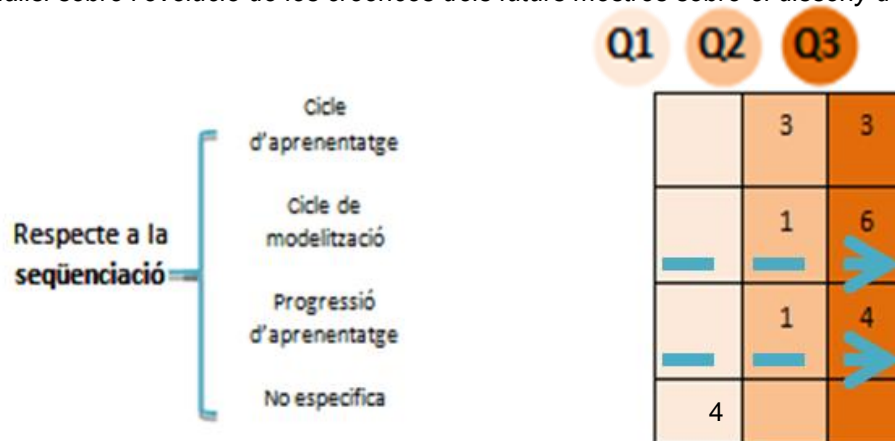 Q1 Q2 Q3
Cicle
d'aprenentatge
3 3
Cicle de
modelització
1 6
Respecte a la
seqüenciació
Progressió
d'aprenentatge
1 4
No especifica
4